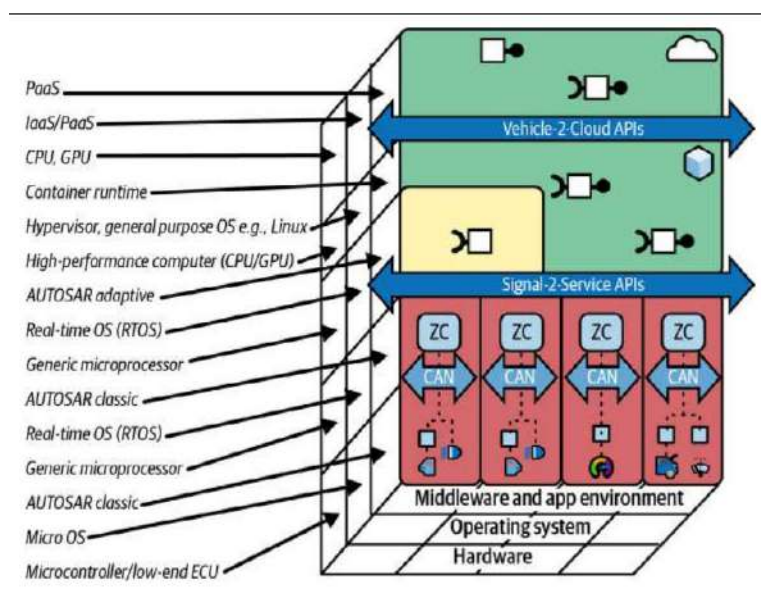 PaaS
IaaS/PaaS
CPU, GPU
Container runtime
Hypervisor, general purpose OS e.g., Linux
High-performance computer (CPU/GPU)
AUTOSAR adaptive
Real-time OS (RTOS)
Generic microprocessor
AUTOSAR classic
Real-time OS (RTOS)
Generic microprocessor
AUTOSAR classic
Micro OS
Microcontroller/low-end ECU
Vehicle-2-Cloud APIs
Signal-2-Service APIs
ZC ZC ZC ZC
CAN CAN CAN CAN
Middleware and app environment
Operating system
Hardware